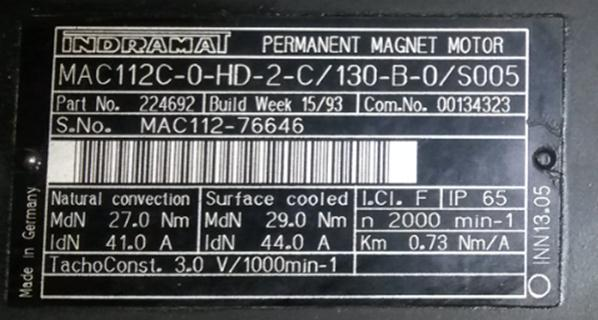 INDRAMAT PERMANENT MAGNET MOTOR
MAC112C-0-HD-2-C/130-B-0/S005
Part No. 224692 Build Week 15/93 Com.No. 00134323
S.No. MAC112-76646
Natural convection Surface cooled I.Cl. F IP 65
MdN 27.0 Nm MdN 29.0 Nm n 2000 min-1
IdN 41.0 A IdN 44.0 A Km 0.73 Nm/A
TachoConst. 3.0 V/1000min-1
Made in Germany
INN13.05